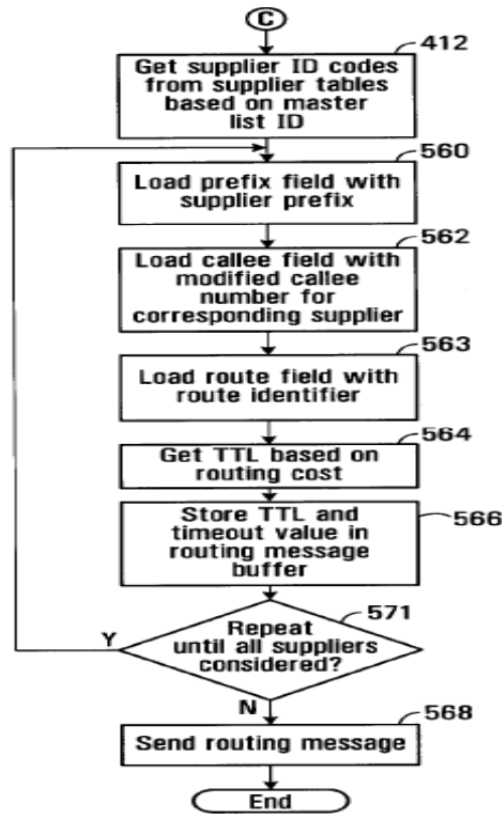 C
412
Get supplier ID codes
from supplier tables
based on master
list ID
560
Load prefix field with
supplier prefix
562
Load callee field with
modified callee
number for
corresponding supplier
563
Load route field with
route identifier
564
Get TTL based on
routing cost
566
Store TTL and
timeout value in
routing message
buffer
571
Y
Repeat
until all suppliers
considered?
N
568
Send routing message
End